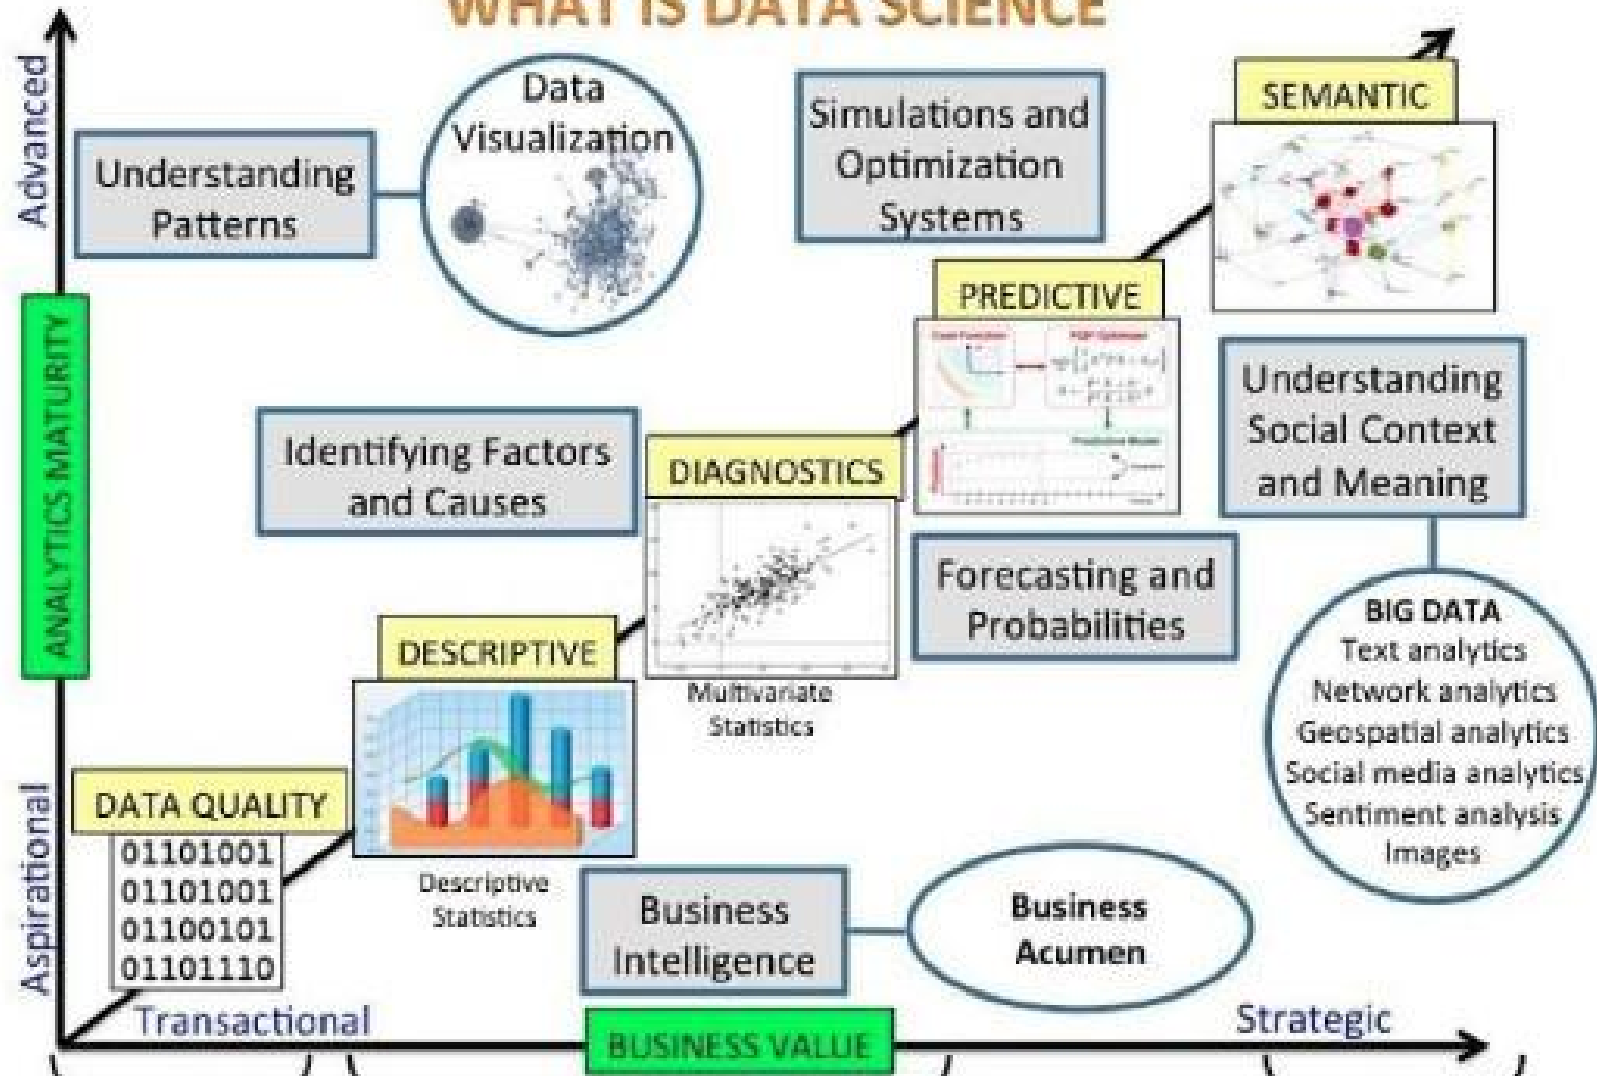 WHAT IS DATA SCIENCE
Advanced
Understanding
Patterns
Data
Visualization
Simulations and
Optimization
Systems
SEMANTIC
PREDICTIVE
ANALYTICS MATURITY
Identifying Factors
and Causes
DIAGNOSTICS
Understanding
Social Context
and Meaning
Forecasting and
Probabilities
DESCRIPTIVE
Multivariate
Statistics
BIG DATA
Text analytics
Network analytics
Geospatial analytics
Social media analytics
Sentiment analysis
Images
DATA QUALITY
01101001
01101001
01100101
01101110
Descriptive
Statistics
Aspirational
Business
Intelligence
Business
Acumen
Transactional
BUSINESS VALUE
Strategic